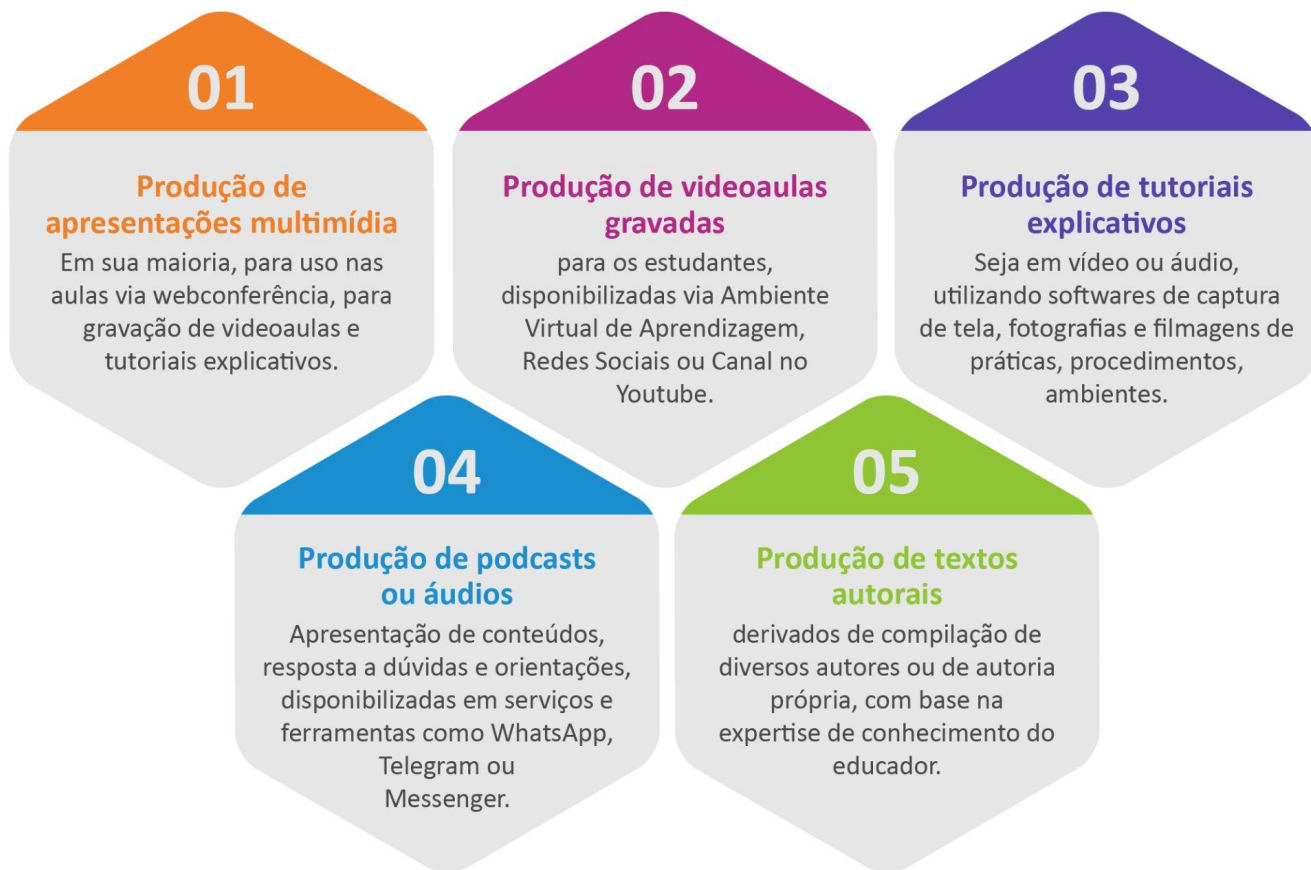 01
Produção de
apresentações multimídia
Em sua maioria, para uso nas
aulas via webconferência, para
gravação de videoaulas e
tutoriais explicativos.
02
Produção de videoaulas
gravadas
para os estudantes,
disponibilizadas via Ambiente
Virtual de Aprendizagem,
Redes Sociais ou Canal no
Youtube.
03
Produção de tutoriais
explicativos
Seja em vídeo ou áudio,
utilizando softwares de captura
de tela, fotografias e filmagens de
práticas, procedimentos,
ambientes.
04
Produção de podcasts
ou áudios
Apresentação de conteúdos,
resposta a dúvidas e orientações,
disponibilizadas em serviços e
ferramentas como WhatsApp,
Telegram ou
Messenger.
05
Produção de textos
autorais
derivados de compilação de
diversos autores ou de autoria
própria, com base na
expertise de conhecimento do
educador.